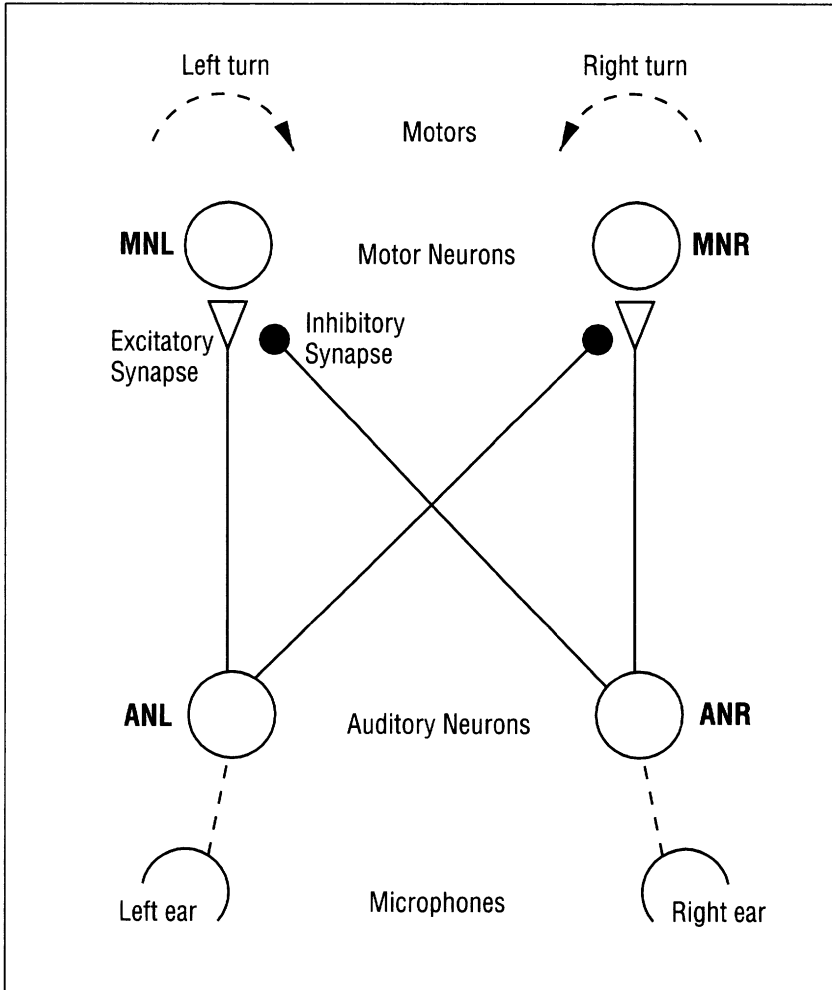 Left turn
Right turn
Motors
MNL
Motor Neurons
MNR
Excitatory
Synapse
Inhibitory
Synapse
ANL
Auditory Neurons
ANR
Left ear
Microphones
Right ear